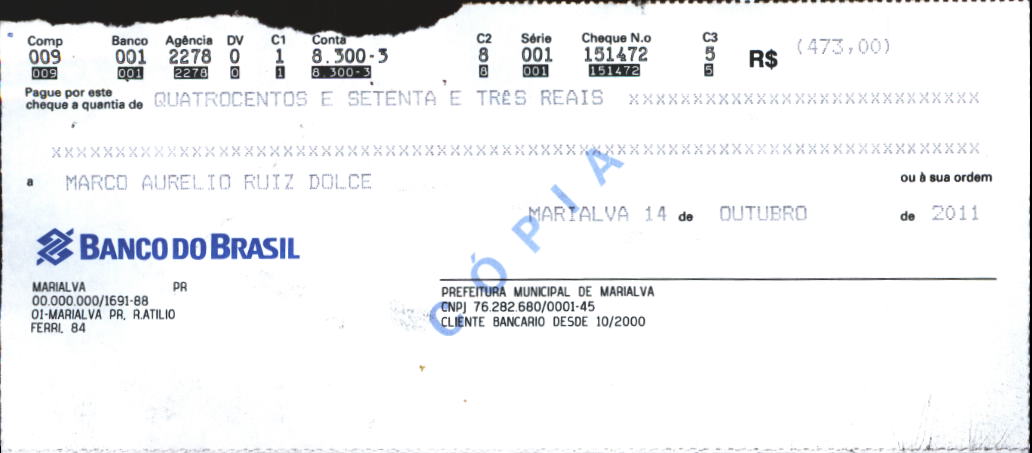 Comp Banco Agência DV C1 Conta C2 Série Cheque N.o C3
009 001 2278 0 1 8.300-3 8 001 151472 5 R$ (473,00)
009 001 2278 0 1 8.300-3 8 001 151472 5
Pague por este
cheque a quantia de QUATROCENTOS E SETENTA E TRêS REAIS XXXXXXXXXXXXXXXXXXXXXXXXXXXXXXXXX
XXXXXXXXXXXXXXXXXXXXXXXXXXXXXXXXXXXXXXXXXXXXXXXXXXXXXXXXXXXXXXXXXXXXXXXXXXXXXXXXXXXXXXX
a MARCO AURELIO RUIZ DOLCE ou à sua ordem
MARIALVA 14 de OUTUBRO de 2011
BANCO DO BRASIL
CÓPIA
MARIALVA PR
00.000.000/1691-88
01-MARIALVA PR. R.ATILIO
FERRI, 84
PREFEITURA MUNICIPAL DE MARIALVA
CNPJ 76.282.680/0001-45
CLIENTE BANCARIO DESDE 10/2000